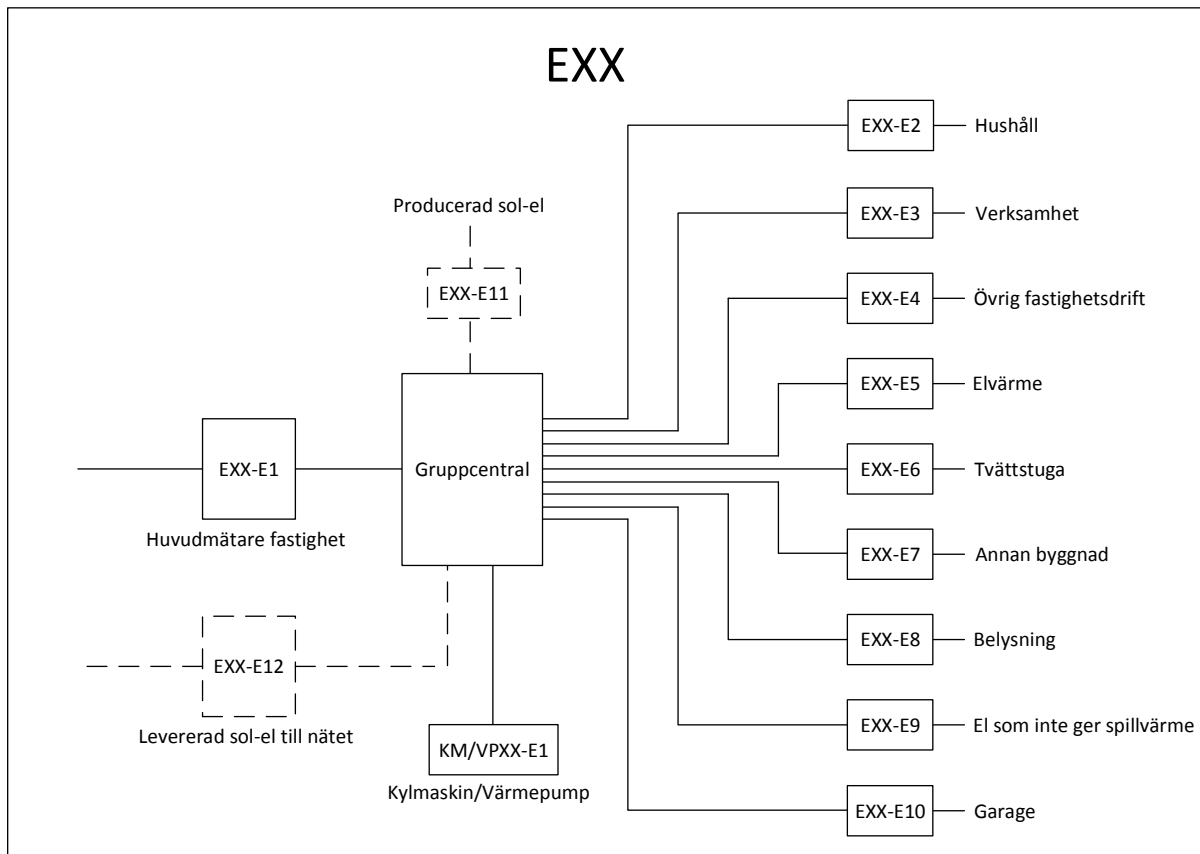 EXX
EXX-E2
Hushåll
Producerad sol-el
EXX-E3
Verksamhet
EXX-E11
EXX-E4
Övrig fastighetsdrift
EXX-E5
Elvärme
EXX-E1
Gruppcentral
EXX-E6
Tvättstuga
Huvudmätare fastighet
EXX-E7
Annan byggnad
EXX-E12
EXX-E8
Belysning
Levererad sol-el till nätet
KM/VPXX-E1
EXX-E9
El som inte ger spillvärme
Kylmaskin/Värmepump
EXX-E10
Garage